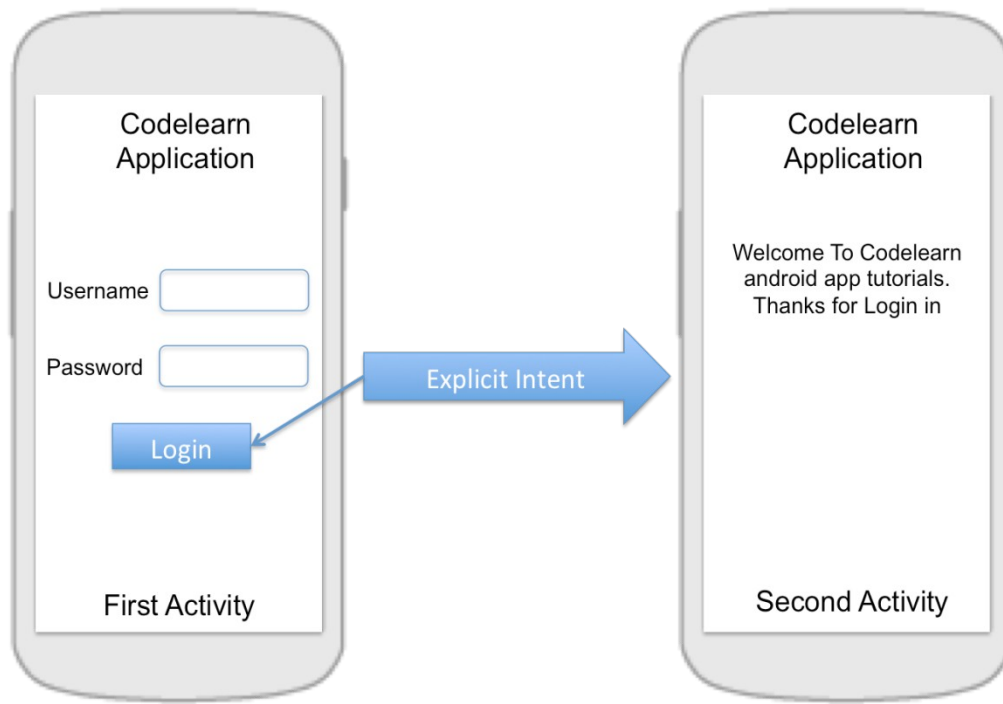 Codelearn
Application
Username
Password
Login
First Activity
Explicit Intent
Codelearn
Application
Welcome To Codelearn
android app tutorials.
Thanks for Login in
Second Activity